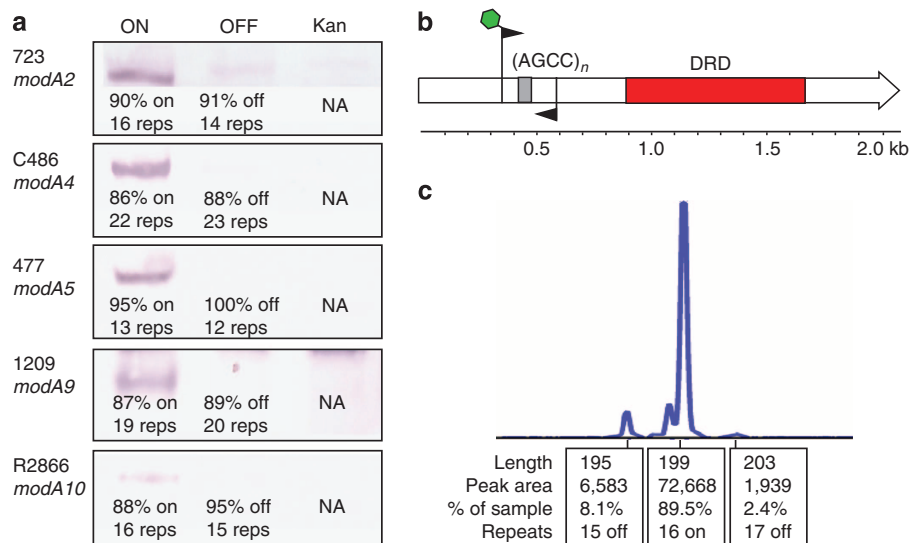 a
ON OFF Kan
723
modA2
90% on 91% off NA
16 reps 14 reps
C486
modA4
86% on 88% off NA
22 reps 23 reps
477
modA5
95% on 100% off NA
13 reps 12 reps
1209
modA9
87% on 89% off NA
19 reps 20 reps
R2866
modA10
88% on 95% off NA
16 reps 15 reps
b
(AGCC)n DRD
0.5 1.0 1.5 2.0 kb
c
Length 195 199 203
Peak area 6,583 72,668 1,939
% of sample 8.1% 89.5% 2.4%
Repeats 15 off 16 on 17 off